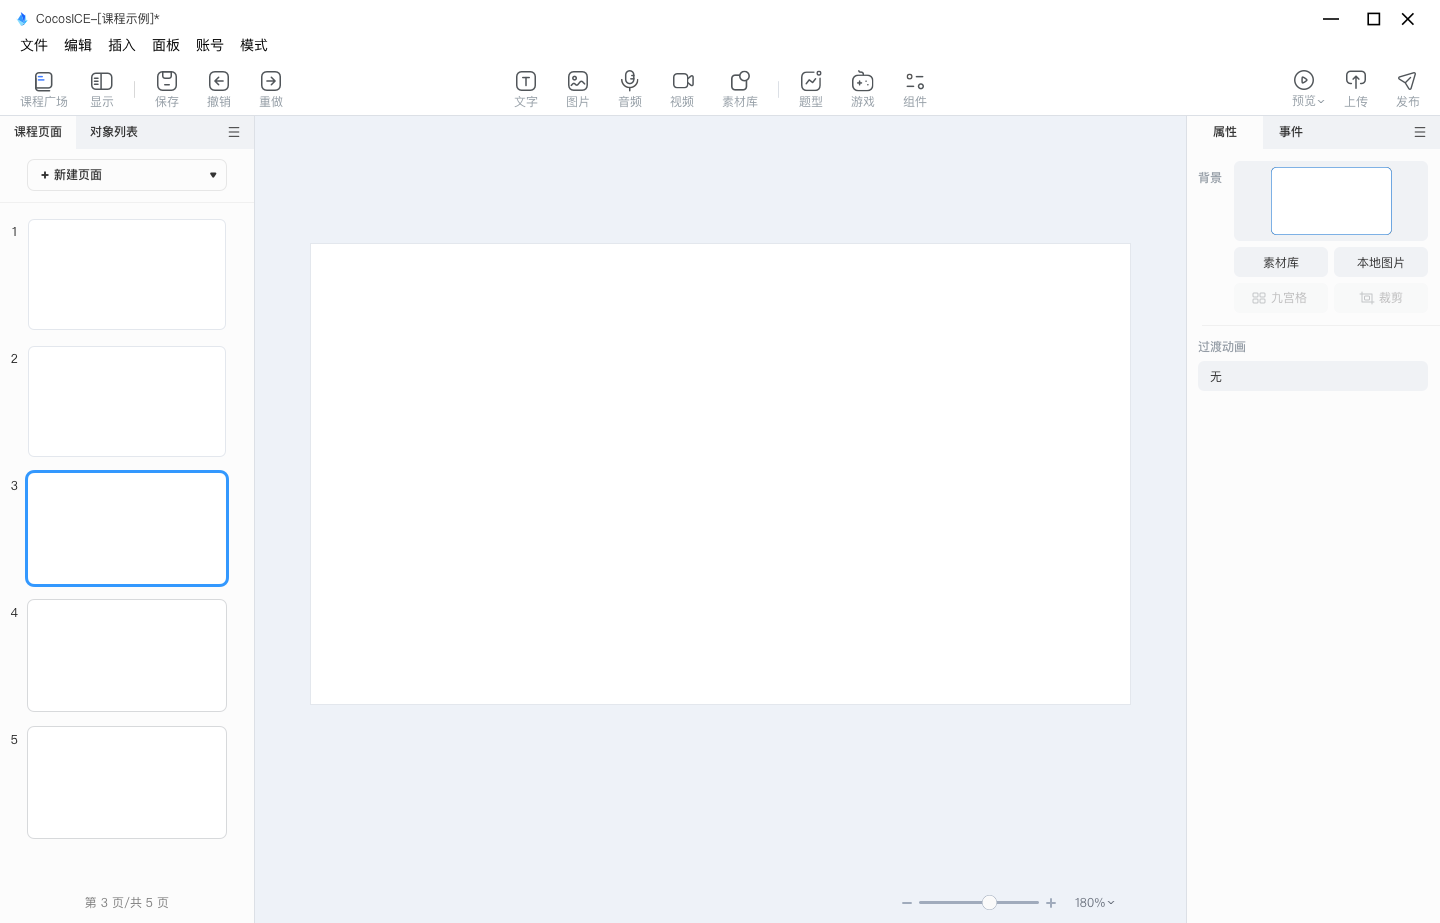 CocosICE-[课程示例]*
文件 编辑 插入 面板 账号 模式
课程广场 显示 保存 撤销 重做 文字 图片 音频 视频 素材库 题型 游戏 组件 预览 上传 发布
课程页面 对象列表
+ 新建页面
1
2
3
4
5
第 3 页/共 5 页
180%
属性 事件
背景
素材库 本地图片
九宫格 裁剪
过渡动画
无